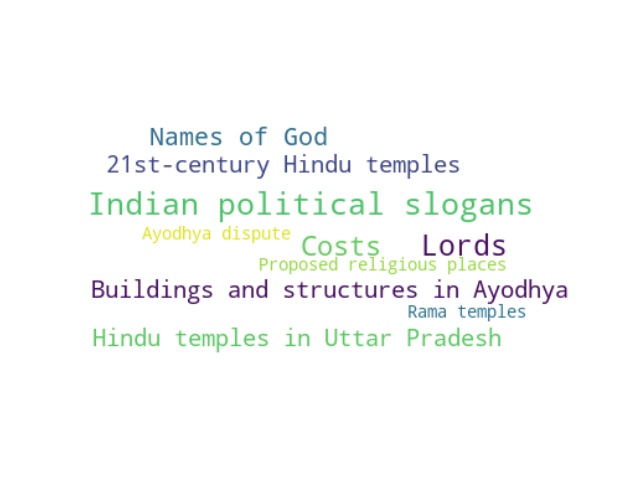 Names of God
21st-century Hindu temples
Indian political slogans
Ayodhya dispute
Costs Lords
Proposed religious places
Buildings and structures in Ayodhya
Rama temples
Hindu temples in Uttar Pradesh